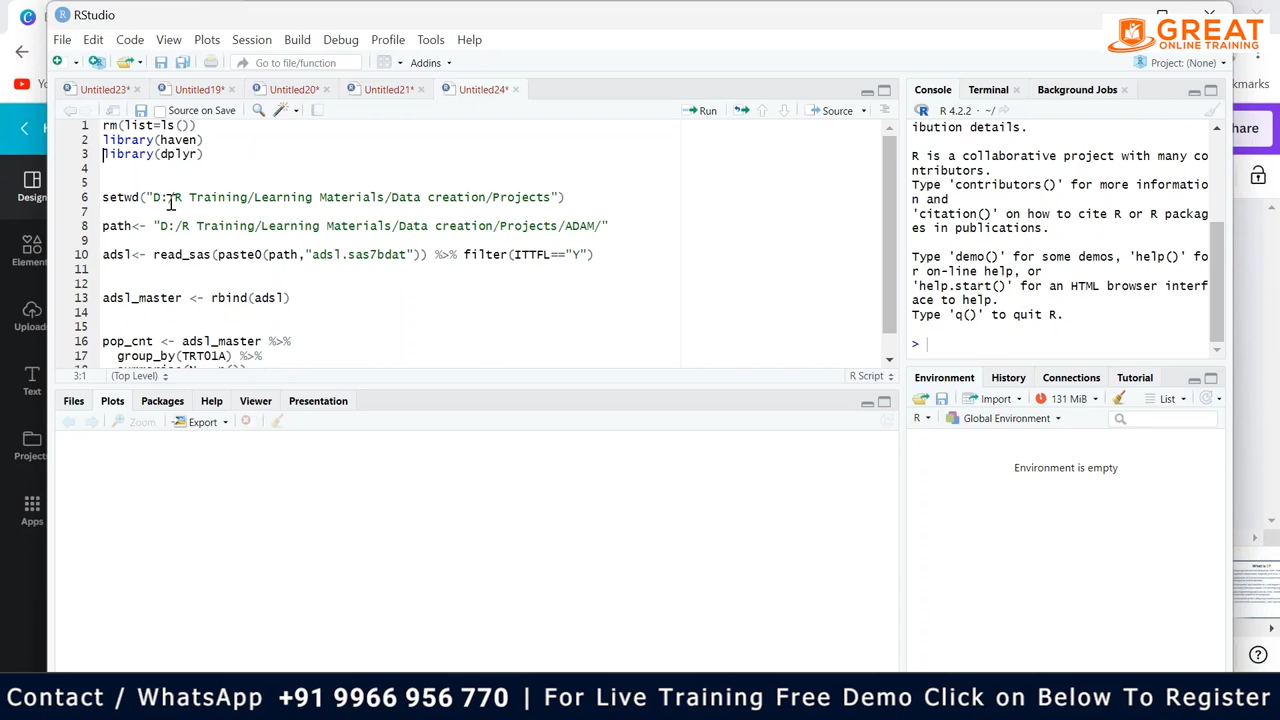 RStudio
GREAT
ONLINE TRAINING
File Edit Code View Plots Session Build Debug Profile Tools Help
Go to file/function
Addins
Project: (None)
Untitled23* Untitled19* Untitled20* Untitled21* Untitled24*
Source on Save
Run
Source
1 rm(list=ls())
2 library(haven)
3 library(dplyr)
4
5
6 setwd("D:/R Training/Learning Materials/Data creation/Projects")
7
8 path<- "D:/R Training/Learning Materials/Data creation/Projects/ADAM/"
9
10 adsl<- read_sas(paste0(path,"adsl.sas7bdat")) %>% filter(ITTFL=="Y")
11
12
13 adsl_master <- rbind(adsl)
14
15
16 pop_cnt <- adsl_master %>%
17 group_by(TRT01A) %>%
3:1 (Top Level) R Script
Files Plots Packages Help Viewer Presentation
Zoom Export
Console Terminal Background Jobs
R 4.2.2 · ~/
ibution details.
R is a collaborative project with many co
ntributors.
Type 'contributors()' for more informatio
n and
'citation()' on how to cite R or R packag
es in publications.
Type 'demo()' for some demos, 'help()' fo
r on-line help, or
'help.start()' for an HTML browser interf
ace to help.
Type 'q()' to quit R.
>
Environment History Connections Tutorial
Import 131 MiB List
R Global Environment
Environment is empty
Design
Element
Upload
Text
Project
Apps
okmarks
hare
What is C?
Contact / WhatsApp +91 9966 956 770 | For Live Training Free Demo Click on Below To Register